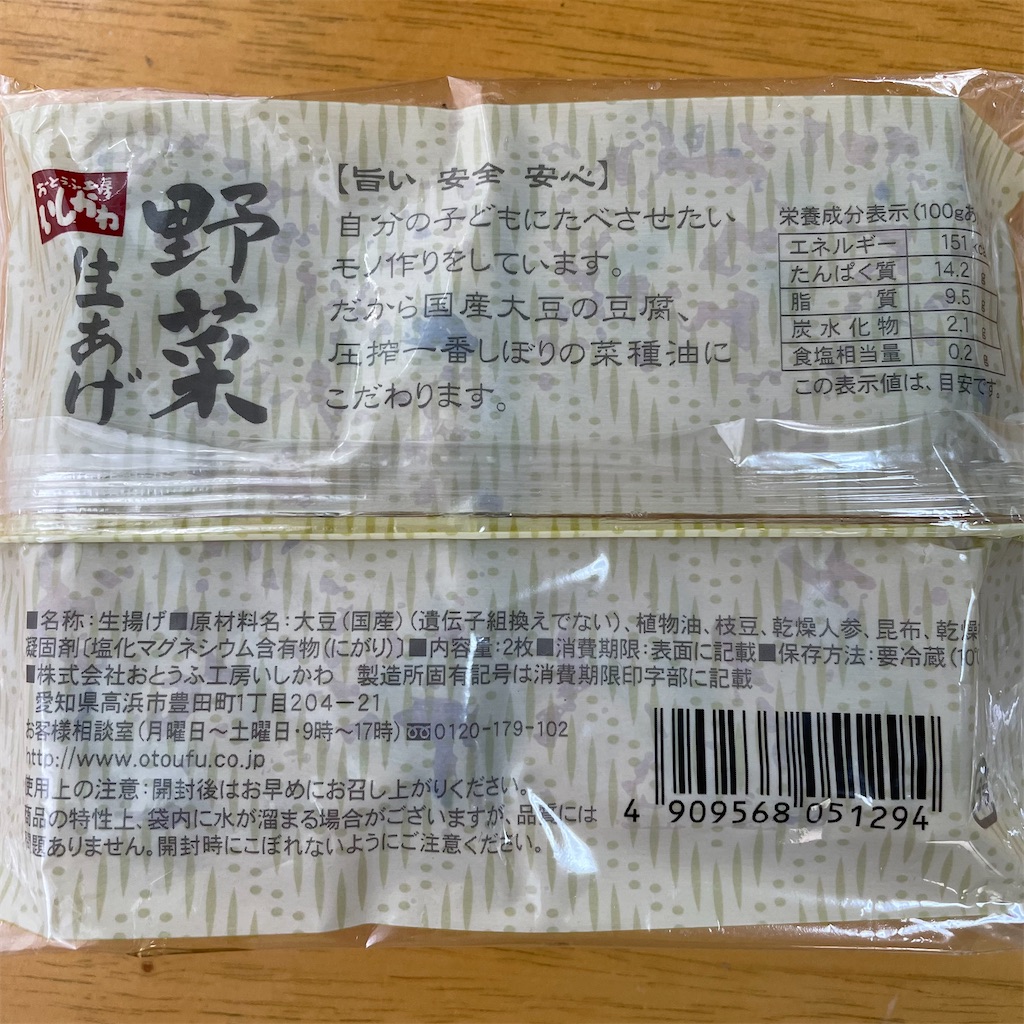 おとうふ工房
いしかわ
野菜
生あげ
【旨い 安全 安心】
自分の子どもにたべさせたい
モノ作りをしています。
だから国産大豆の豆腐、
圧搾一番しぼりの菜種油に
こだわります。
栄養成分表示(100gあ
エネルギー 151 kca
たんぱく質 14.2 g
脂質 9.5 g
炭水化物 2.1 g
食塩相当量 0.2 g
この表示値は、目安です。
■名称:生揚げ■原材料名:大豆(国産)(遺伝子組換えでない)、植物油、枝豆、乾燥人参、昆布、乾燥
凝固剤〔塩化マグネシウム含有物(にがり)〕■内容量:2枚■消費期限:表面に記載■保存方法:要冷蔵(10℃
■株式会社おとうふ工房いしかわ 製造所固有記号は消費期限印字部に記載
愛知県高浜市豊田町1丁目204-21
お客様相談室(月曜日〜土曜日・9時〜17時)0120-179-102
http://www.otoufu.co.jp
使用上の注意:開封後はお早めにお召し上がりください。
商品の特性上、袋内に水が溜まる場合がございますが、品質には
問題ありません。開封時にこぼれないようにご注意ください。
4 909568 051294